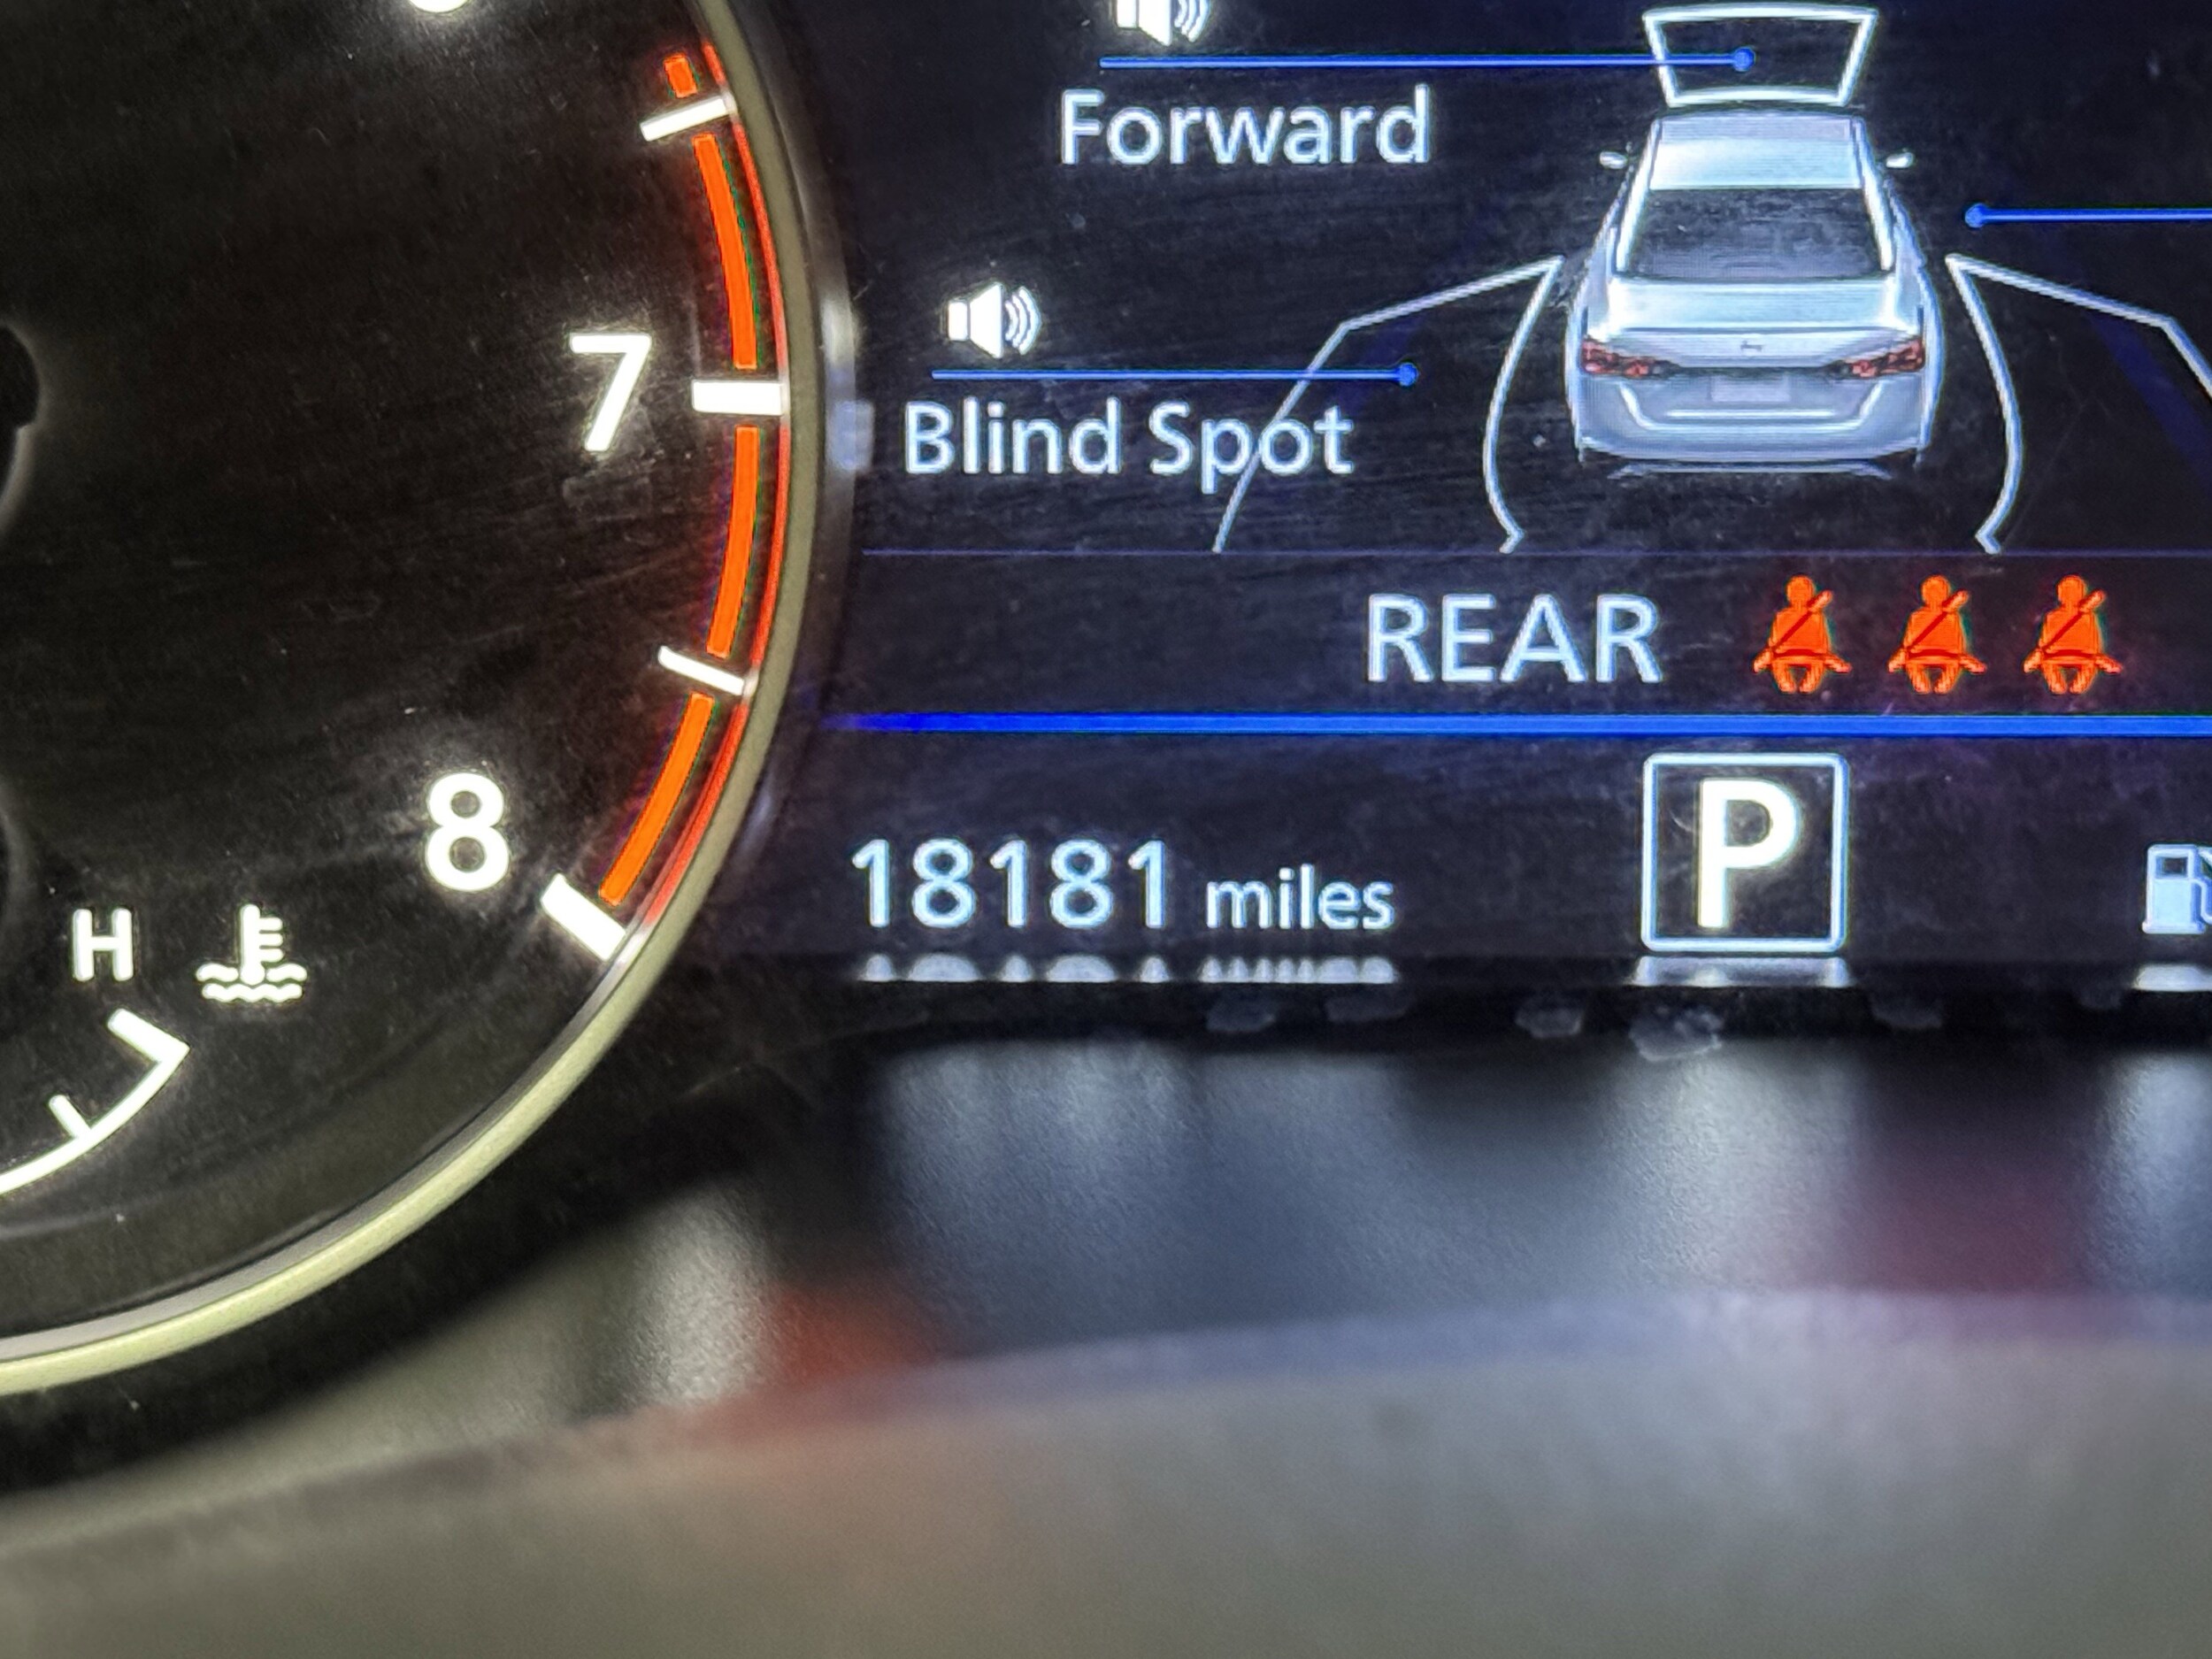 Forward
7
Blind Spot
REAR
8
18181 miles
P
H